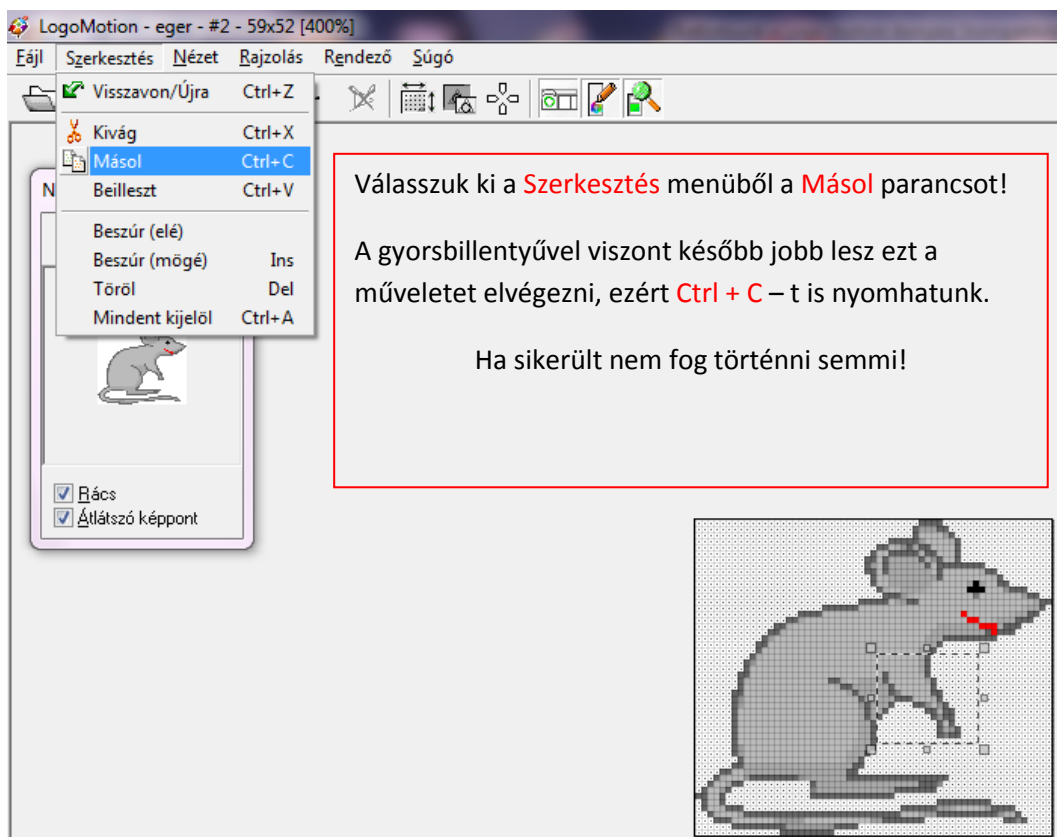 LogoMotion - eger - #2 - 59x52 [400%]
Fájl Szerkesztés Nézet Rajzolás Rendező Súgó
Visszavon/Újra Ctrl+Z
Kivág Ctrl+X
Másol Ctrl+C
Beilleszt Ctrl+V
Beszúr (elé)
Beszúr (mögé) Ins
Töröl Del
Mindent kijelöl Ctrl+A
N
Rács
Átlátszó képpont
Válasszuk ki a Szerkesztés menüből a Másol parancsot!
A gyorsbillentyűvel viszont később jobb lesz ezt a
műveletet elvégezni, ezért Ctrl + C – t is nyomhatunk.
Ha sikerült nem fog történni semmi!